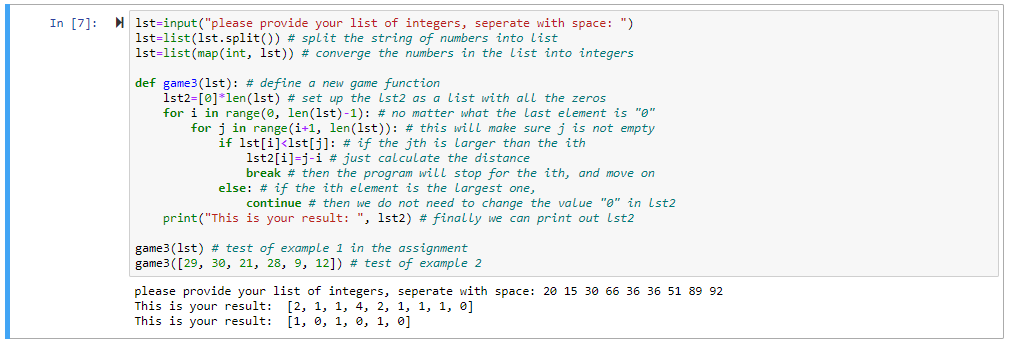 In [7]: lst=input("please provide your list of integers, seperate with space: ")
lst=list(lst.split()) # split the string of numbers into list
lst=list(map(int, lst)) # converge the numbers in the list into integers

def game3(lst): # define a new game function
    lst2=[0]*len(lst) # set up the lst2 as a list with all the zeros
    for i in range(0, len(lst)-1): # no matter what the last element is "0"
        for j in range(i+1, len(lst)): # this will make sure j is not empty
            if lst[i]<lst[j]: # if the jth is larger than the ith
                lst2[i]=j-i # just calculate the distance
                break # then the program will stop for the ith, and move on
            else: # if the ith element is the largest one,
                continue # then we do not need to change the value "0" in lst2
    print("This is your result: ", lst2) # finally we can print out lst2

game3(lst) # test of example 1 in the assignment
game3([29, 30, 21, 28, 9, 12]) # test of example 2
please provide your list of integers, seperate with space: 20 15 30 66 36 36 51 89 92
This is your result:  [2, 1, 1, 4, 2, 1, 1, 1, 0]
This is your result:  [1, 0, 1, 0, 1, 0]